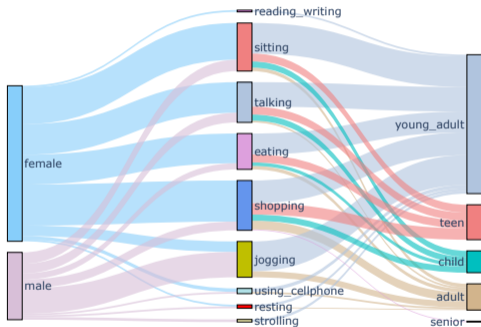 reading_writing
sitting
talking
young_adult
eating
female
shopping
teen
jogging
child
male
using_cellphone
adult
resting
strolling
senior